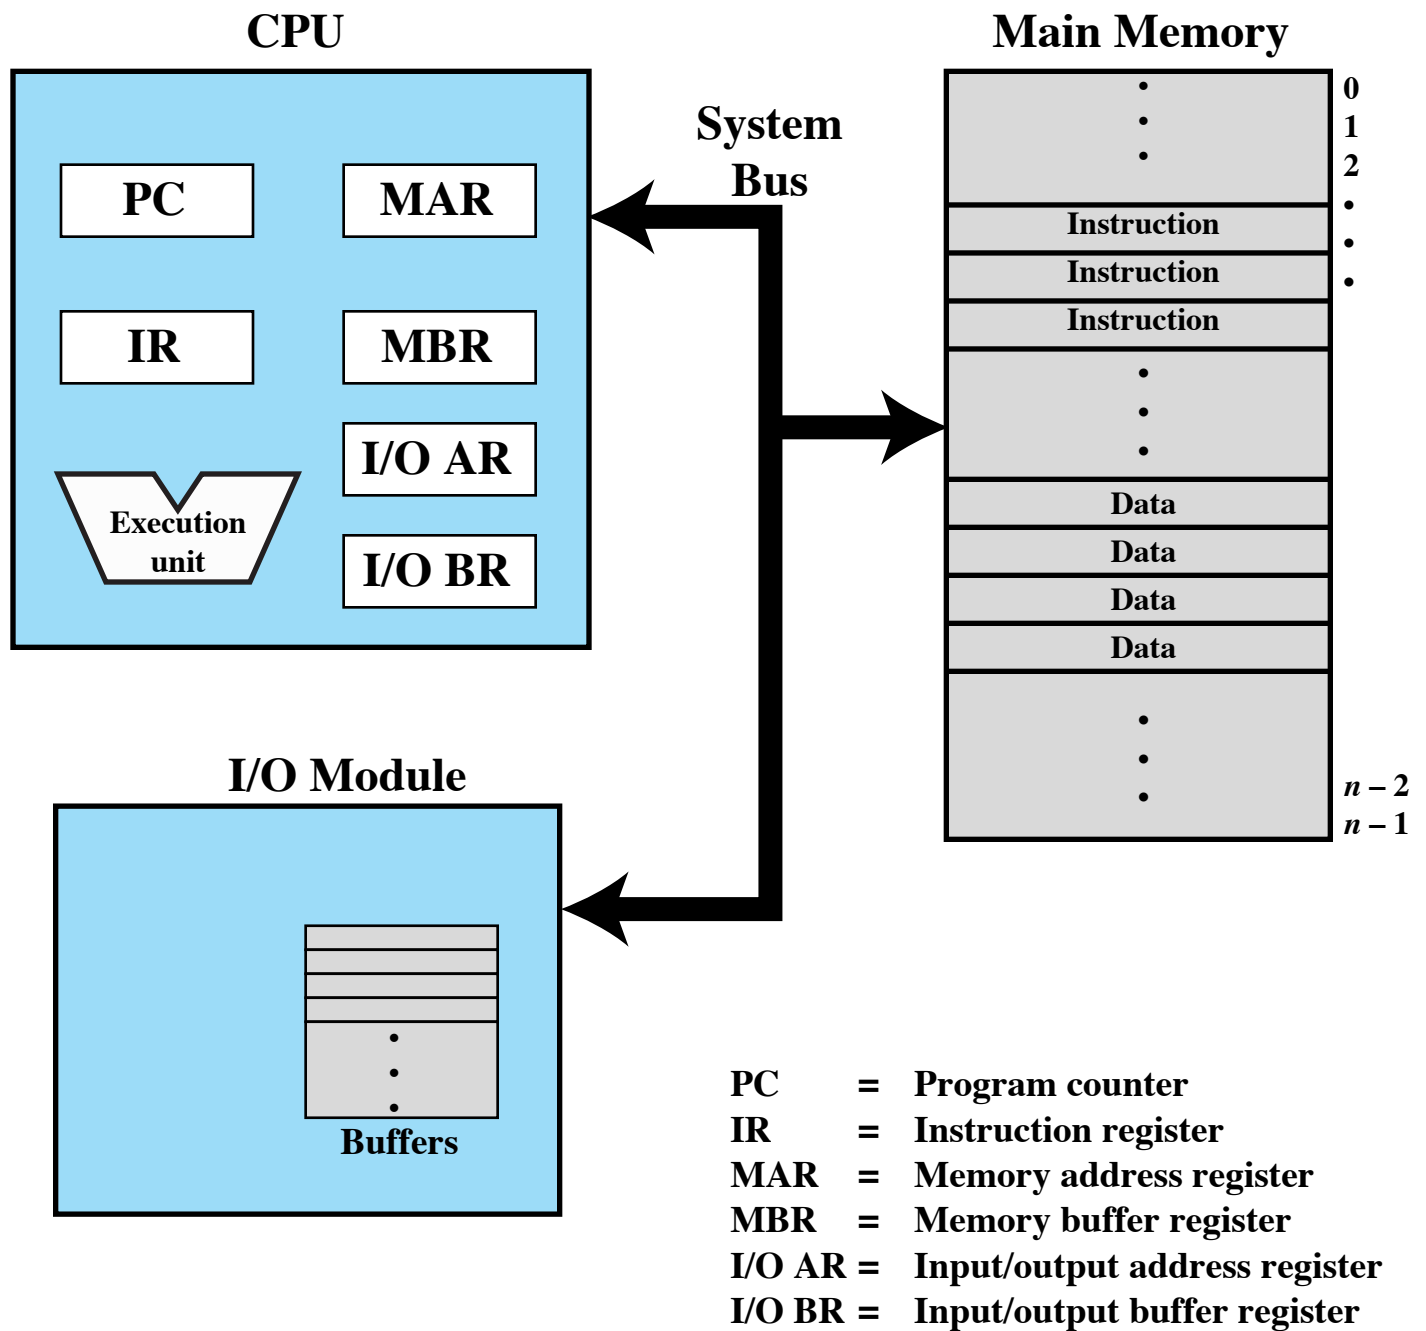 CPU
PC
MAR
IR
MBR
I/O AR
Execution
unit
I/O BR
System
Bus
Main Memory
0
1
2
Instruction
Instruction
Instruction
Data
Data
Data
Data
n – 2
n – 1
I/O Module
Buffers
PC = Program counter
IR = Instruction register
MAR = Memory address register
MBR = Memory buffer register
I/O AR = Input/output address register
I/O BR = Input/output buffer register